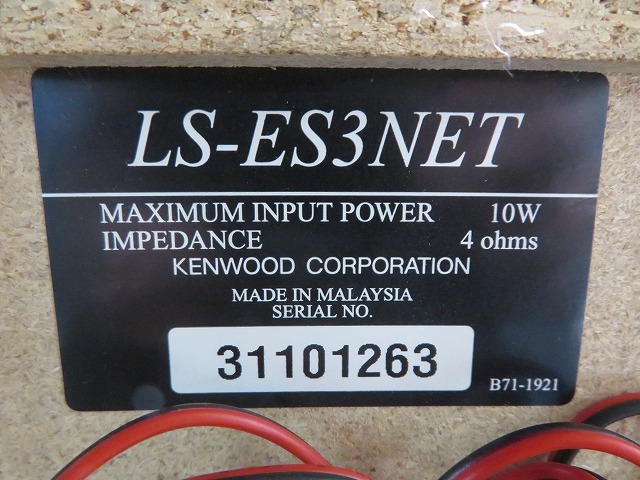 LS-ES3NET
MAXIMUM INPUT POWER 10W
IMPEDANCE 4 ohms
KENWOOD CORPORATION
MADE IN MALAYSIA
SERIAL NO.
31101263
B71-1921